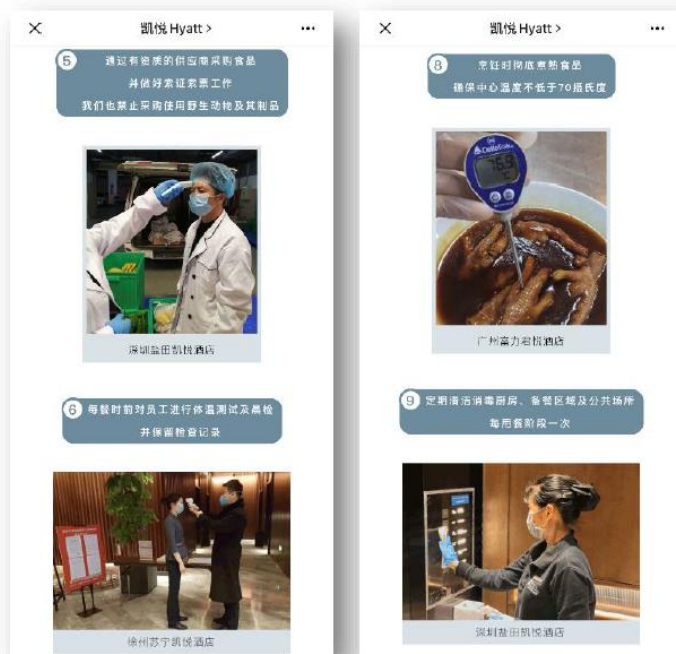 凯悦 Hyatt >
5
通过有资质的供应商采购食品
并做好索证索票工作
我们也禁止采购使用野生动物及其制品
深圳盐田凯悦酒店
6
每餐时前对员工进行体温测试及晨检
并保留检查记录
徐州苏宁凯悦酒店
凯悦 Hyatt >
8
烹饪时彻底煮熟食品
确保中心温度不低于70摄氏度
76.9
°C
广州富力君悦酒店
9
定期清洁消毒厨房、备餐区域及公共场所
每用餐阶段一次
深圳盐田凯悦酒店